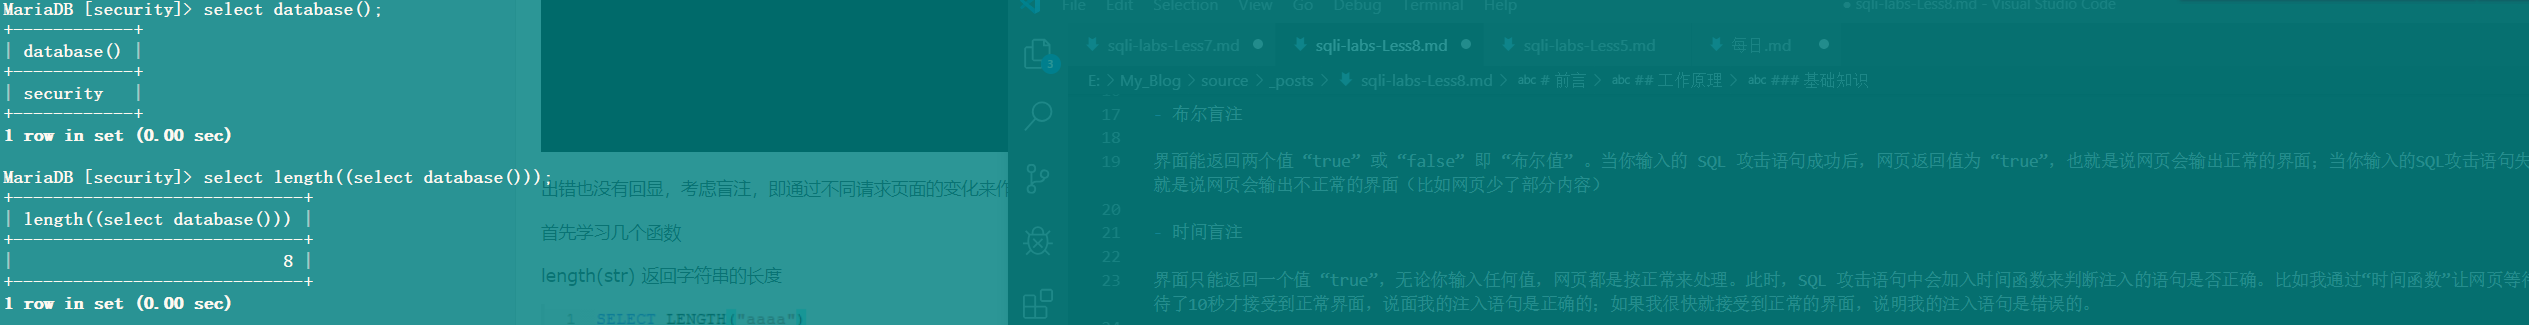 MariaDB [security]> select database();
+------------+
| database() |
+------------+
| security   |
+------------+
1 row in set (0.00 sec)
MariaDB [security]> select length((select database()));
+-----------------------------+
| length((select database())) |
+-----------------------------+
|                           8 |
+-----------------------------+
1 row in set (0.00 sec)
出错也没有回显，考虑盲注，即通过不同请求页面的变化来作
首先学习几个函数
length(str) 返回字符串的长度
1 SELECT LENGTH("aaaa")
File Edit Selection View Go Debug Terminal Help
● sqli-labs-Less8.md - Visual Studio Code
sqli-labs-Less7.md ● sqli-labs-Less8.md ● sqli-labs-Less5.md 每日.md ●
3
E: > My_Blog > source > _posts > sqli-labs-Less8.md > abc # 前言 > abc ## 工作原理 > abc ### 基础知识
17 - 布尔盲注
18
19 界面能返回两个值 “true” 或 “false” 即 “布尔值” 。当你输入的 SQL 攻击语句成功后，网页返回值为 “true”，也就是说网页会输出正常的界面；当你输入的SQL攻击语句失
就是说网页会输出不正常的界面（比如网页少了部分内容）
20
21 - 时间盲注
22
23 界面只能返回一个值 “true”，无论你输入任何值，网页都是按正常来处理。此时，SQL 攻击语句中会加入时间函数来判断注入的语句是否正确。比如我通过“时间函数”让网页等待
待了10秒才接受到正常界面，说面我的注入语句是正确的；如果我很快就接受到正常的界面，说明我的注入语句是错误的。